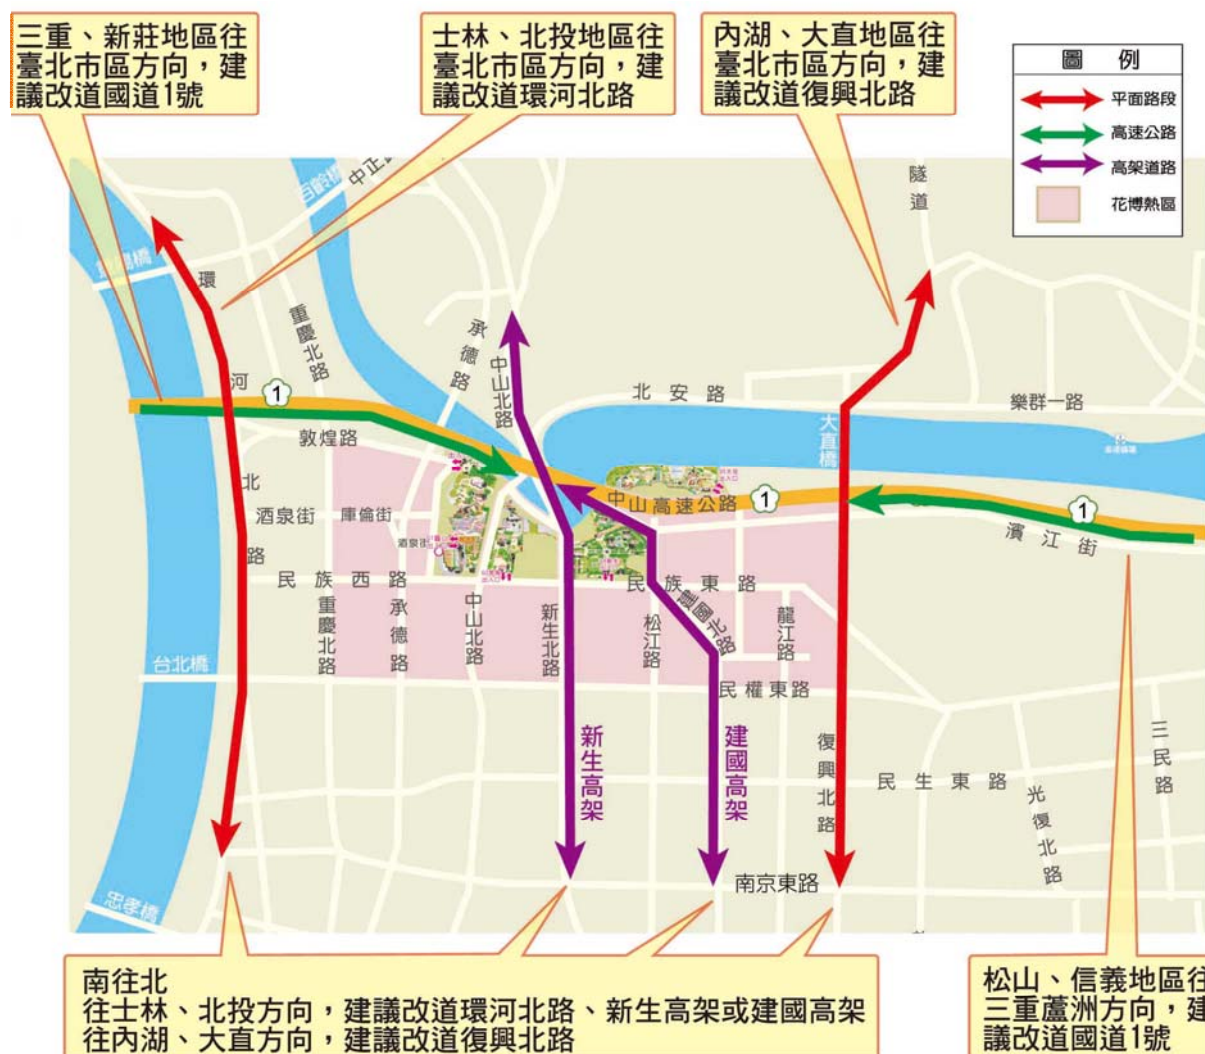 三重、新莊地區往
臺北市區方向，建
議改道國道1號
士林、北投地區往
臺北市區方向，建
議改道環河北路
內湖、大直地區往
臺北市區方向，建
議改道復興北路
圖 例
平面路段
高速公路
高架道路
花博熱區
百齡橋
中正
隧道
環
河
北
路
重慶北路
承德路
中山北路
1
北安路
樂群一路
大直橋
敦煌路
中山高速公路
1
1
濱江街
酒泉街
庫倫街
酒泉街
民族西路
民族東路
重慶北路
承德路
中山北路
新生北路
松江路
建國北路
龍江路
台北橋
民權東路
新生高架
建國高架
復興北路
民生東路
三民路
光復北路
南京東路
忠孝橋
南往北
往士林、北投方向，建議改道環河北路、新生高架或建國高架
往內湖、大直方向，建議改道復興北路
松山、信義地區往
三重蘆洲方向，建
議改道國道1號